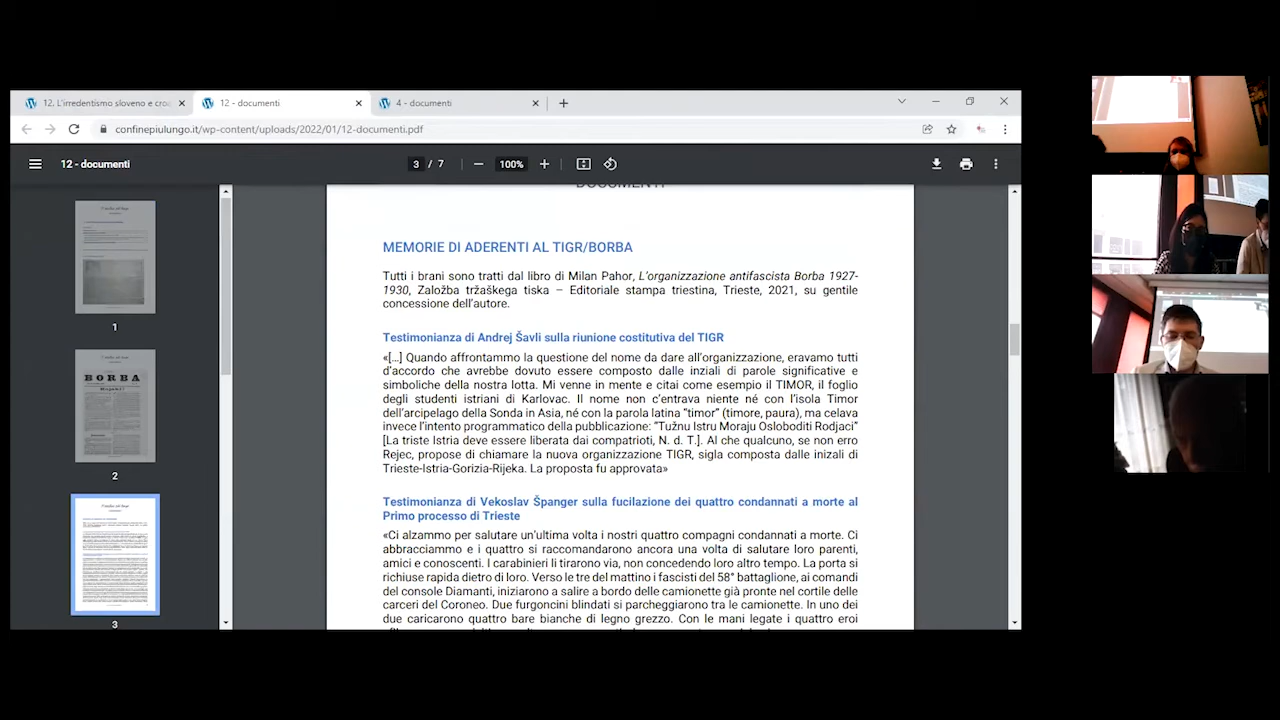 12. L'irredentismo sloveno e cro
12 - documenti
4 - documenti
confinepiulungo.it/wp-content/uploads/2022/01/12-documenti.pdf
12 - documenti
3 / 7
100%
BORBA
1
2
3
DOCUMENTI
MEMORIE DI ADERENTI AL TIGR/BORBA
Tutti i brani sono tratti dal libro di Milan Pahor, L'organizzazione antifascista Borba 1927-
1930, Založba tržaškega tiska – Editoriale stampa triestina, Trieste, 2021, su gentile
concessione dell'autore.
Testimonianza di Andrej Šavli sulla riunione costitutiva del TIGR
«[…] Quando affrontammo la questione del nome da dare all'organizzazione, eravamo tutti
d'accordo che avrebbe dovuto essere composto dalle iniziali di parole significative e
simboliche della nostra lotta. Mi venne in mente e citai come esempio il TIMOR, il foglio
degli studenti istriani di Karlovac. Il nome non c'entrava niente né con l'isola Timor
dell'arcipelago della Sonda in Asia, né con la parola latina "timor" (timore, paura), ma celava
invece l'intento programmatico della pubblicazione: "Tužnu Istru Moraju Osloboditi Rodjaci"
[La triste Istria deve essere liberata dai compatrioti, N. d. T.]. Al che qualcuno, se non erro
Rejec, propose di chiamare la nuova organizzazione TIGR, sigla composta dalle inizali di
Trieste-Istria-Gorizia-Rijeka. La proposta fu approvata»
Testimonianza di Vekoslav Španger sulla fucilazione dei quattro condannati a morte al
Primo processo di Trieste
«Chiedemmo per salutare un'ultima volta i nostri quattro compagni condannati a morte. Ci
abbracciammo e i quattro si raccomandarono ancora una volta di salutare loro parenti,
amici e conoscenti. Li allontanarono via, non concedendo loro altro tempo. La porta si
richiuse rapida dietro di loro. Alle tre del mattino i fascisti del 58° battaglione, ai comandi
del console Diamanti, iniziarono a salire a bordo delle camionette già pronte nel cortile delle
carceri del Coroneo. Due furgoncini blindati si parcheggiarono tra le camionette. In uno dei
due caricarono quattro bare bianche di legno grezzo. Con le mani legate i quattro eroi